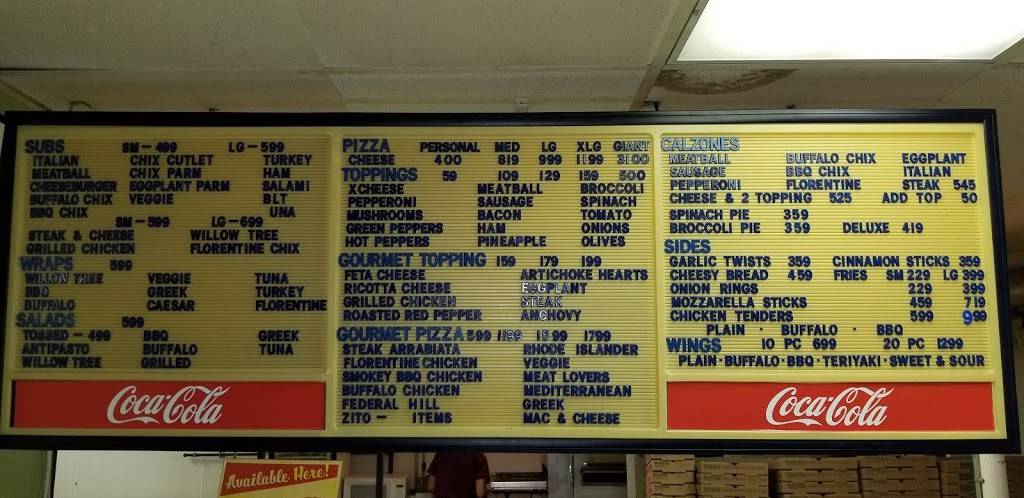 SUBS SM-499 LG-599
ITALIAN CHIX CUTLET TURKEY
MEATBALL CHIX PARM HAM
CHEESEBURGER EGGPLANT PARM SALAMI
BUFFALO CHIX VEGGIE BLT
BBQ CHIX UNA
SM-599 LG-699
STEAK & CHEESE WILLOW TREE
GRILLED CHICKEN FLORENTINE CHIX
WRAPS 599
WILLOW TREE VEGGIE TUNA
BBQ GREEK TURKEY
BUFFALO CAESAR FLORENTINE
SALADS 599
TOSSED-499 BBQ GREEK
ANTIPASTO BUFFALO TUNA
WILLOW TREE GRILLED
Coca-Cola
PIZZA PERSONAL MED LG XLG GIANT
CHEESE 400 819 999 1199 3100
TOPPINGS 59 109 129 159 500
XCHEESE MEATBALL BROCCOLI
PEPPERONI SAUSAGE SPINACH
MUSHROOMS BACON TOMATO
GREEN PEPPERS HAM ONIONS
HOT PEPPERS PINEAPPLE OLIVES
GOURMET TOPPING 159 179 199
FETA CHEESE ARTICHOKE HEARTS
RICOTTA CHEESE EGGPLANT
GRILLED CHICKEN STEAK
ROASTED RED PEPPER ANCHOVY
GOURMET PIZZA 599 1199 1599 1799
STEAK ARRABIATA RHODE ISLANDER
FLORENTINE CHICKEN VEGGIE
SMOKEY BBQ CHICKEN MEAT LOVERS
BUFFALO CHICKEN MEDITERRANEAN
FEDERAL HILL GREEK
ZITO - ITEMS MAC & CHEESE
CALZONES
MEATBALL BUFFALO CHIX EGGPLANT
SAUSAGE BBQ CHIX ITALIAN
PEPPERONI FLORENTINE STEAK 545
CHEESE & 2 TOPPING 525 ADD TOP 50
SPINACH PIE 359
BROCCOLI PIE 359 DELUXE 419
SIDES
GARLIC TWISTS 359 CINNAMON STICKS 359
CHEESY BREAD 459 FRIES SM 229 LG 399
ONION RINGS 229 399
MOZZARELLA STICKS 459 719
CHICKEN TENDERS 599 999
PLAIN · BUFFALO · BBQ
WINGS 10 PC 699 20 PC 1299
PLAIN·BUFFALO·BBQ·TERIYAKI·SWEET & SOUR
Coca-Cola
Available Here!